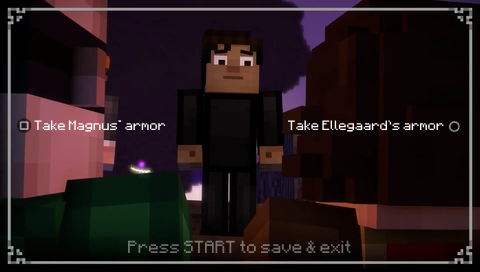 Take Magnus" armor
Take Ellegaard's armor
Press START to save & exit